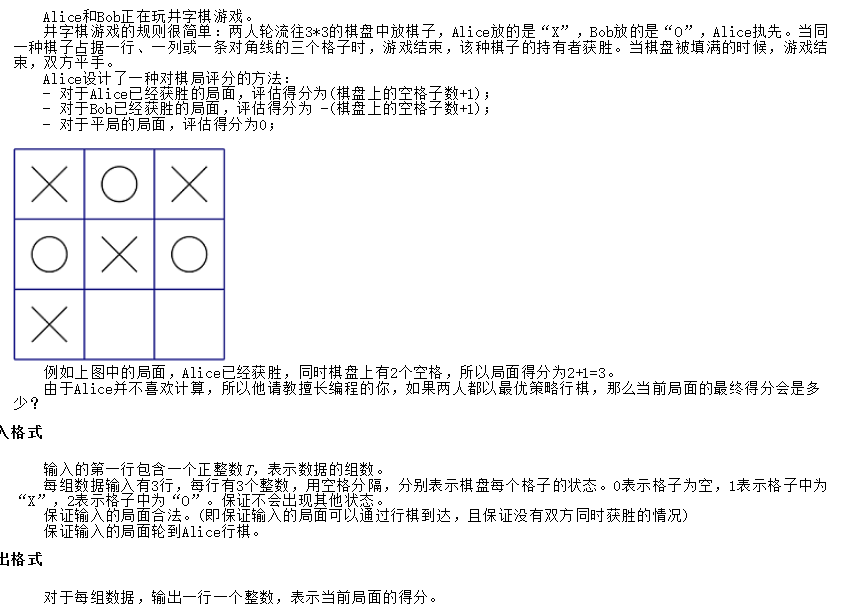 Alice和Bob正在玩井字棋游戏。
井字棋游戏的规则很简单：两人轮流往3*3的棋盘中放棋子，Alice放的是“X”，Bob放的是“O”，Alice执先。当同
一种棋子占据一行、一列或一条对角线的三个格子时，游戏结束，该种棋子的持有者获胜。当棋盘被填满的时候，游戏结
束，双方平手。
Alice设计了一种对棋局评分的方法：
- 对于Alice已经获胜的局面，评估得分为(棋盘上的空格子数+1)；
- 对于Bob已经获胜的局面，评估得分为 -(棋盘上的空格子数+1)；
- 对于平局的局面，评估得分为0；
X O X
O X O
X
例如上图中的局面，Alice已经获胜，同时棋盘上有2个空格，所以局面得分为2+1=3。
由于Alice并不喜欢计算，所以他请教擅长编程的你，如果两人都以最优策略行棋，那么当前局面的最终得分会是多
少？
入格式
输入的第一行包含一个正整数T，表示数据的组数。
每组数据输入有3行，每行有3个整数，用空格分隔，分别表示棋盘每个格子的状态。0表示格子为空，1表示格子中为
“X”，2表示格子中为“O”。保证不会出现其他状态。
保证输入的局面合法。(即保证输入的局面可以通过行棋到达，且保证没有双方同时获胜的情况)
保证输入的局面轮到Alice行棋。
出格式
对于每组数据，输出一行一个整数，表示当前局面的得分。